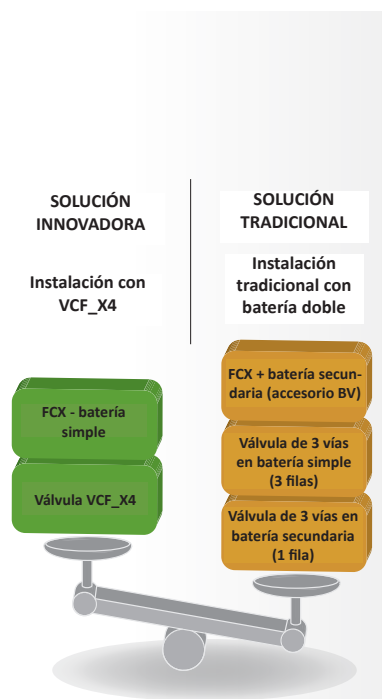 SOLUCIÓN
INNOVADORA
Instalación con
VCF_X4
FCX - batería
simple
Válvula VCF_X4
SOLUCIÓN
TRADICIONAL
Instalación
tradicional con
batería doble
FCX + batería secun-
daria (accesorio BV)
Válvula de 3 vías
en batería simple
(3 filas)
Válvula de 3 vías en
batería secundaria
(1 fila)